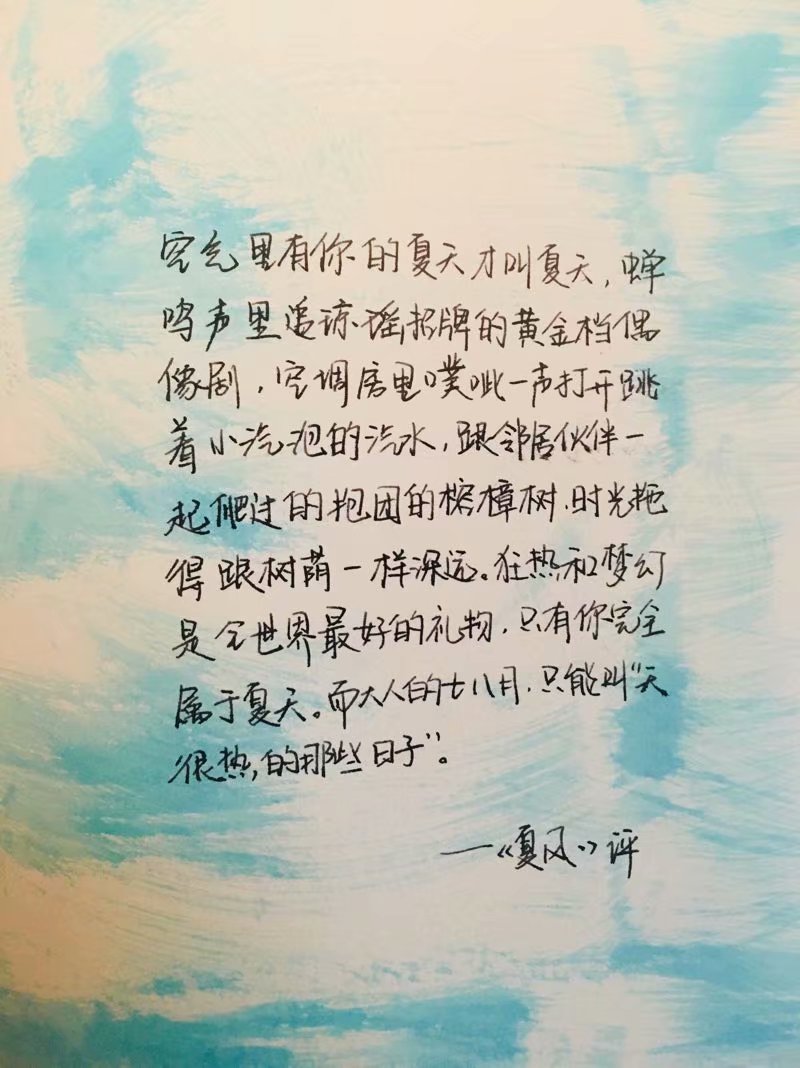 空气里有你的夏天才叫夏天,蝉
鸣声里追琼瑶招牌的黄金档偶
像剧,空调房里噗呲一声打开跳
着小汽泡的汽水,跟邻居伙伴一
起爬过的抱团的榕樟树,时光拖
得跟树荫一样深远。狂热和梦幻
是全世界最好的礼物,只有你完全
属于夏天。而大人的七八月,只能叫“天
很热,的那些日子”。
—《夏风》评